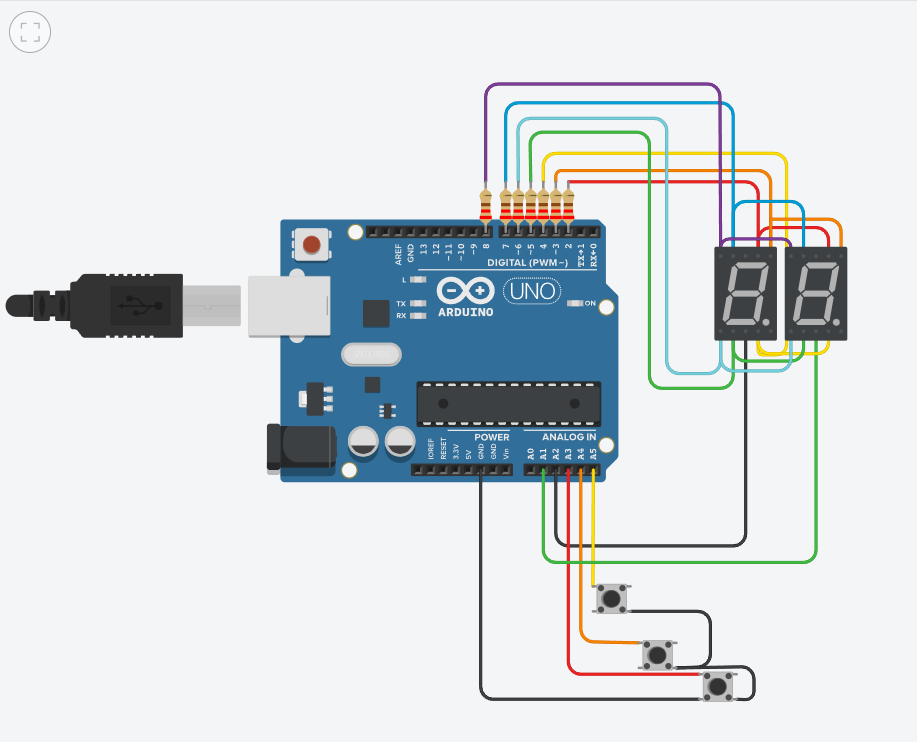 AREF
GND
13
12
~11
~10
~9
8
7
~6
~5
4
~3
2
TX→1
RX←0
DIGITAL (PWM~)
L
TX
RX
UNO
ON
ARDUINO
POWER
ANALOG IN
IOREF
RESET
3.3V
5V
GND
GND
Vin
A0
A1
A2
A3
A4
A5